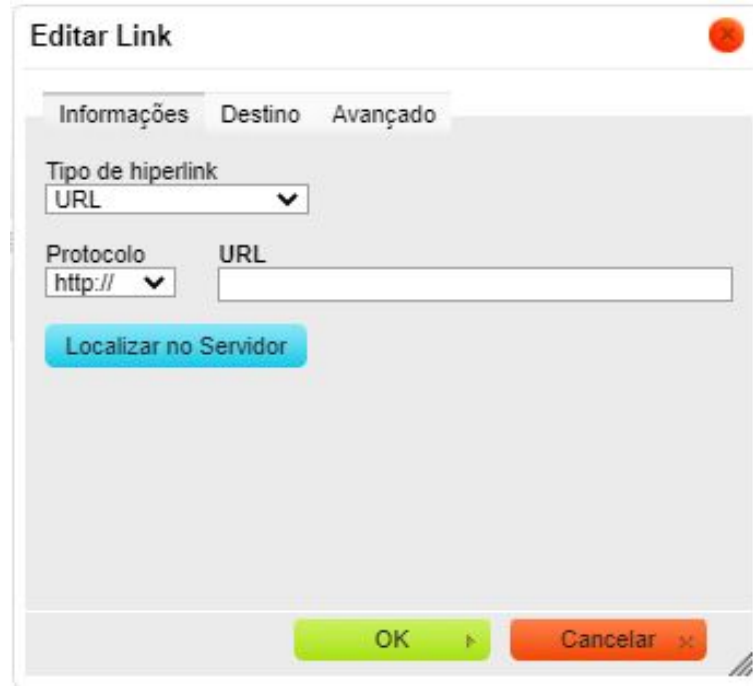 Editar Link
Informações Destino Avançado
Tipo de hiperlink
URL
Protocolo URL
http://
Localizar no Servidor
OK Cancelar